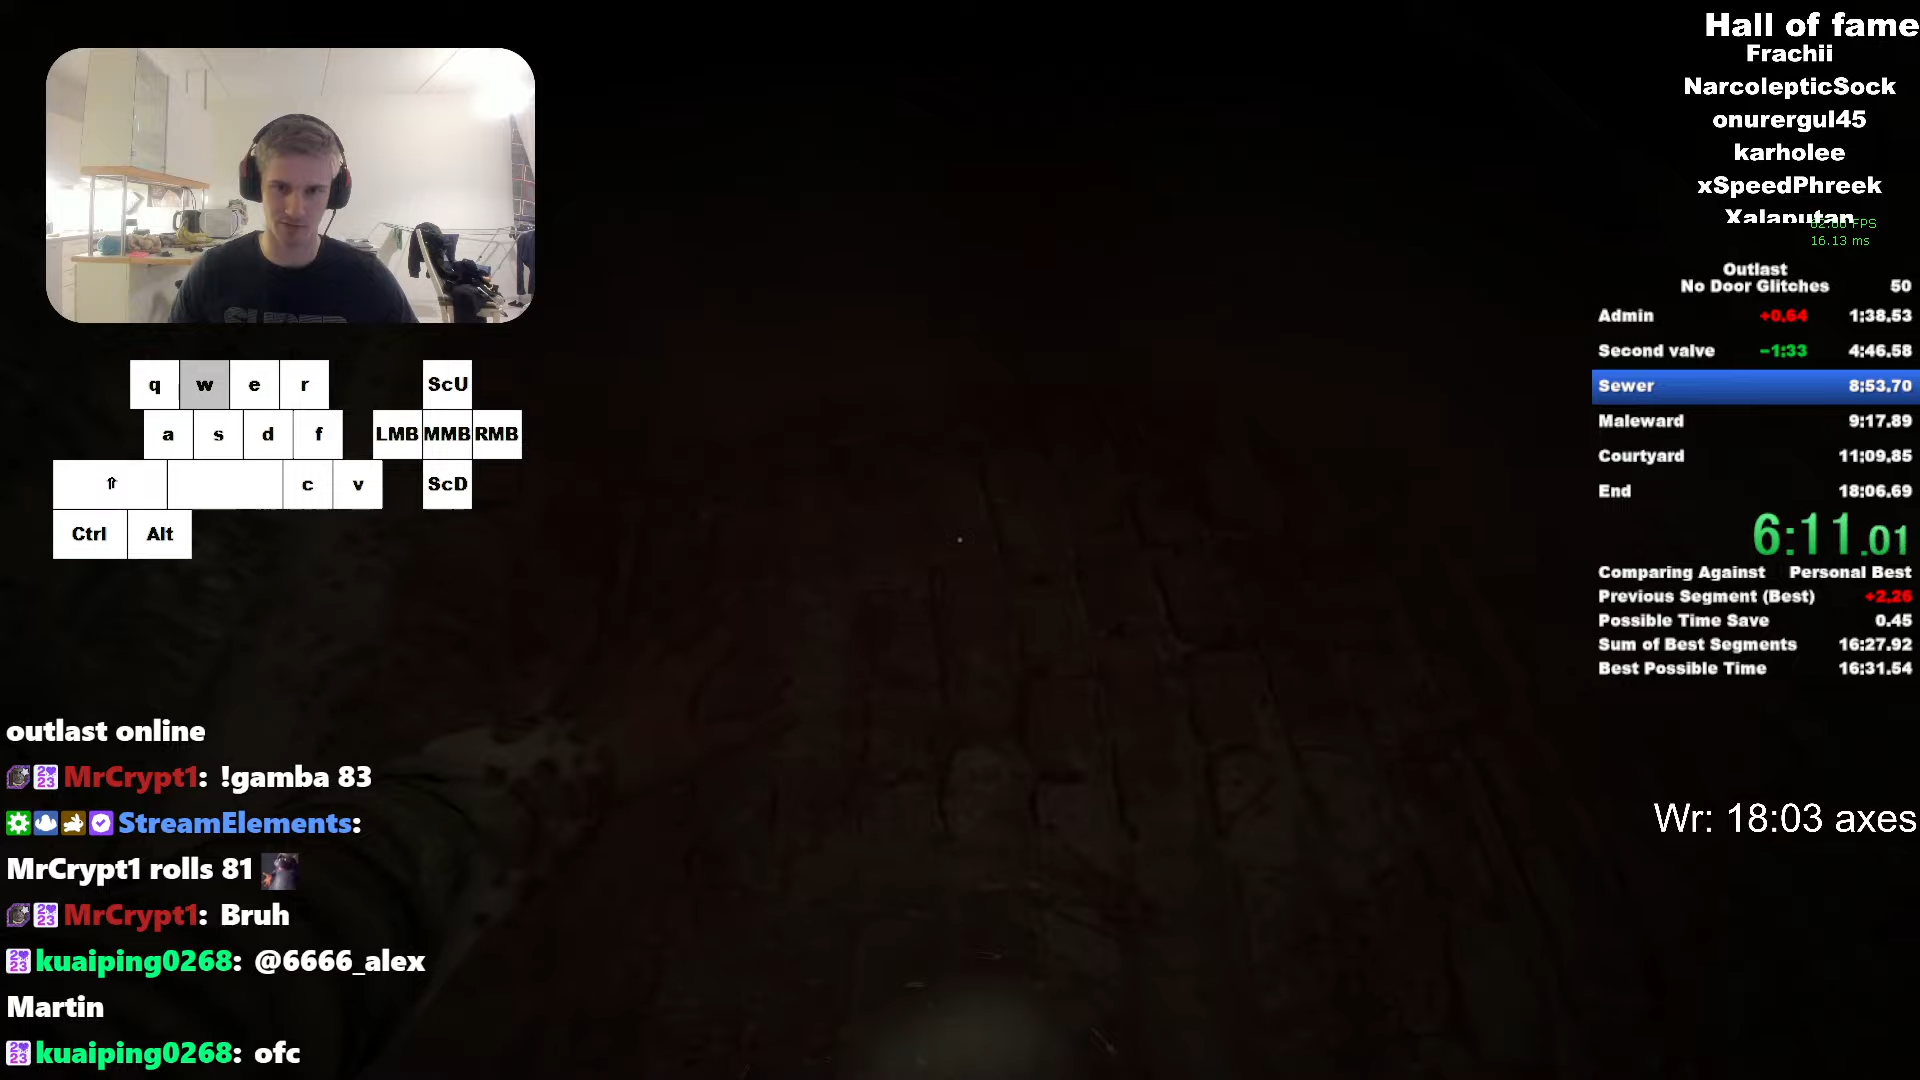 Hall of fame
Frachii
NarcolepticSock
onurergul45
karholee
xSpeedPhreek
Xalaputan
62.00 FPS
16.13 ms
Outlast
No Door Glitches 50
Admin +0.64 1:38.53
Second valve −1:33 4:46.58
Sewer 8:53.70
Maleward 9:17.89
Courtyard 11:09.85
End 18:06.69
6:11.01
Comparing Against Personal Best
Previous Segment (Best) +2.26
Possible Time Save 0.45
Sum of Best Segments 16:27.92
Best Possible Time 16:31.54
Wr: 18:03 axes
q w e r ScU
a s d f LMB MMB RMB
⇧ c v ScD
Ctrl Alt
outlast online
MrCrypt1: !gamba 83
StreamElements:
MrCrypt1 rolls 81
MrCrypt1: Bruh
kuaiping0268: @6666_alex
Martin
kuaiping0268: ofc